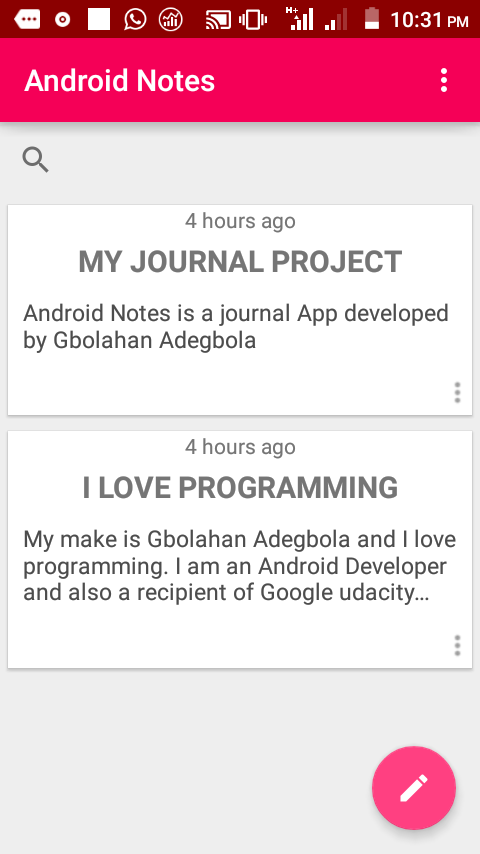 H+ 10:31 PM
Android Notes
4 hours ago
MY JOURNAL PROJECT
Android Notes is a journal App developed
by Gbolahan Adegbola
4 hours ago
I LOVE PROGRAMMING
My make is Gbolahan Adegbola and I love
programming. I am an Android Developer
and also a recipient of Google udacity…